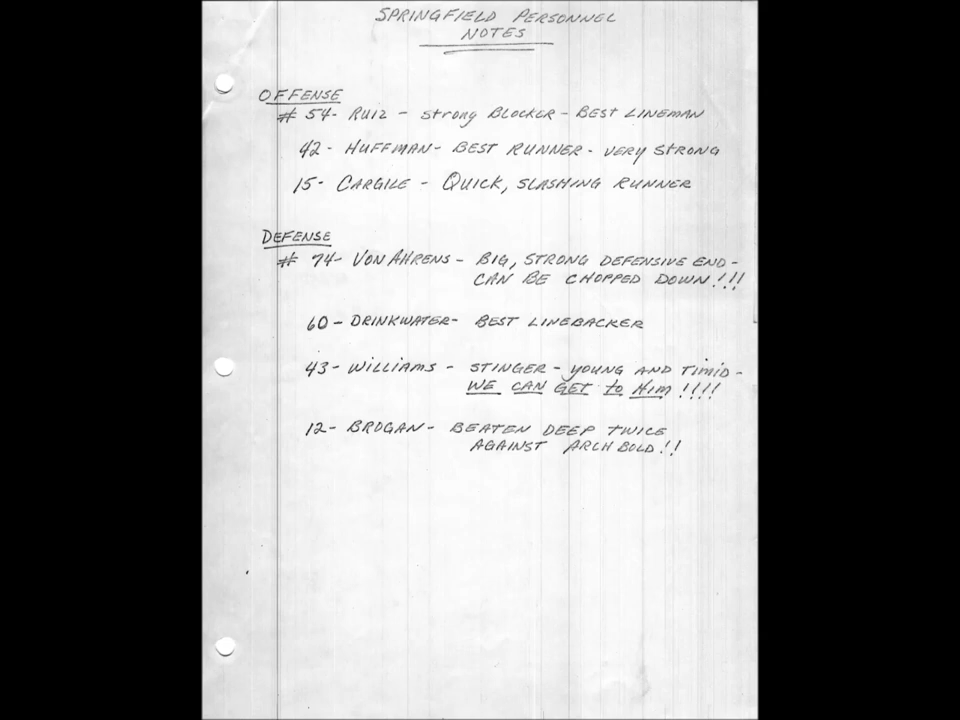 SPRINGFIELD PERSONNEL
NOTES
OFFENSE
# 54- RUIZ - Strong BLOCKER - BEST LINEMAN
42- HUFFMAN- BEST RUNNER- VERY STRONG
15- CARGILE - QUICK, SLASHING RUNNER
DEFENSE
# 74- VON AHRENS - BIG, STRONG DEFENSIVE END-
CAN BE CHOPPED DOWN!!!
60- DRINKWATER- BEST LINEBACKER
43- WILLIAMS - STINGER - YOUNG AND TIMID-
WE CAN GET to HIM!!!!
12- BROGAN- BEATEN DEEP TWICE
AGAINST ARCHBOLD!!